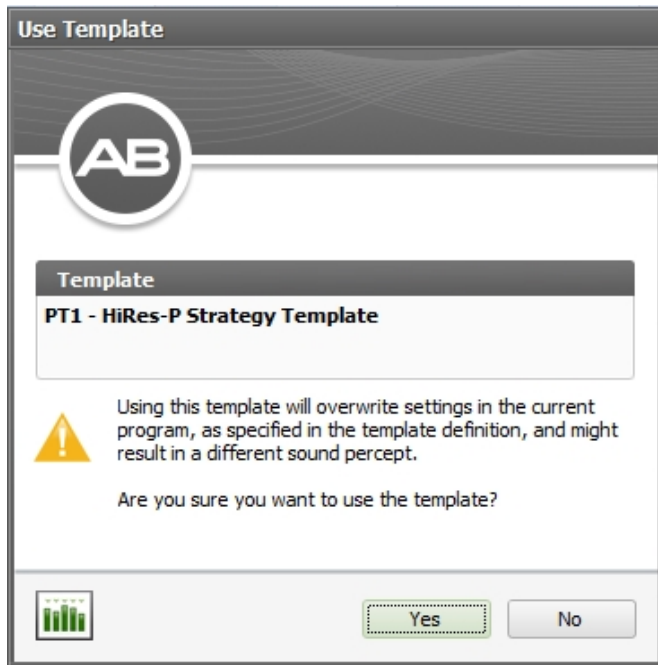 Use Template
AB
Template
PT1 - HiRes-P Strategy Template
Using this template will overwrite settings in the current
program, as specified in the template definition, and might
result in a different sound percept.
Are you sure you want to use the template?
Yes
No